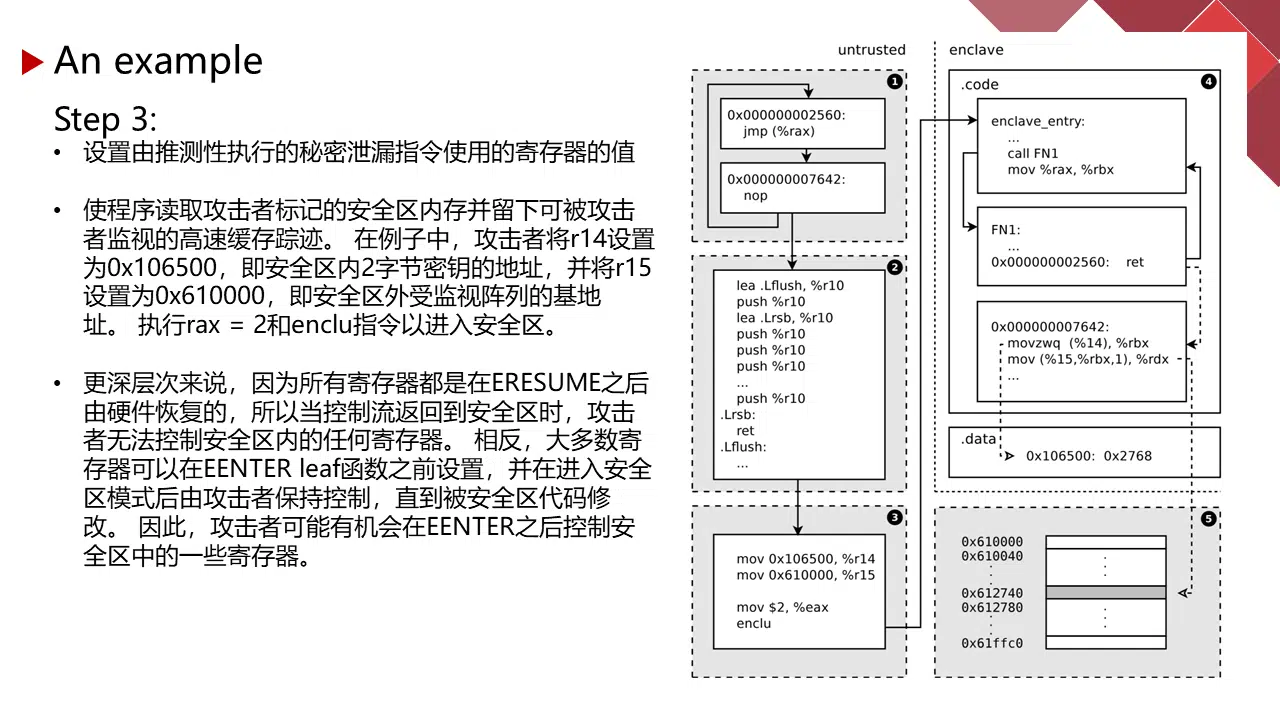 An example
Step 3:
• 设置由推测性执行的秘密泄漏指令使用的寄存器的值
• 使程序读取攻击者标记的安全区内存并留下可被攻击
者监视的高速缓存踪迹。 在例子中，攻击者将r14设置
为0x106500，即安全区内2字节密钥的地址，并将r15
设置为0x610000，即安全区外受监视阵列的基地
址。 执行rax = 2和enclu指令以进入安全区。
• 更深层次来说，因为所有寄存器都是在ERESUME之后
由硬件恢复的，所以当控制流返回到安全区时，攻击
者无法控制安全区内的任何寄存器。 相反，大多数寄
存器可以在EENTER leaf函数之前设置，并在进入安全
区模式后由攻击者保持控制，直到被安全区代码修
改。 因此，攻击者可能有机会在EENTER之后控制安
全区中的一些寄存器。
untrusted
1
0x000000002560:
jmp (%rax)
0x000000007642:
nop
2
lea .Lflush, %r10
push %r10
lea .Lrsb, %r10
push %r10
push %r10
push %r10
...
push %r10
.Lrsb:
ret
.Lflush:
...
3
mov 0x106500, %r14
mov 0x610000, %r15
mov $2, %eax
enclu
enclave
4
.code
enclave_entry:
...
call FN1
mov %rax, %rbx
FN1:
...
0x000000002560: ret
0x000000007642:
movzwq (%14), %rbx
mov (%15,%rbx,1), %rdx
...
.data
0x106500: 0x2768
5
0x610000
0x610040
.
.
0x612740
0x612780
.
.
0x61ffc0